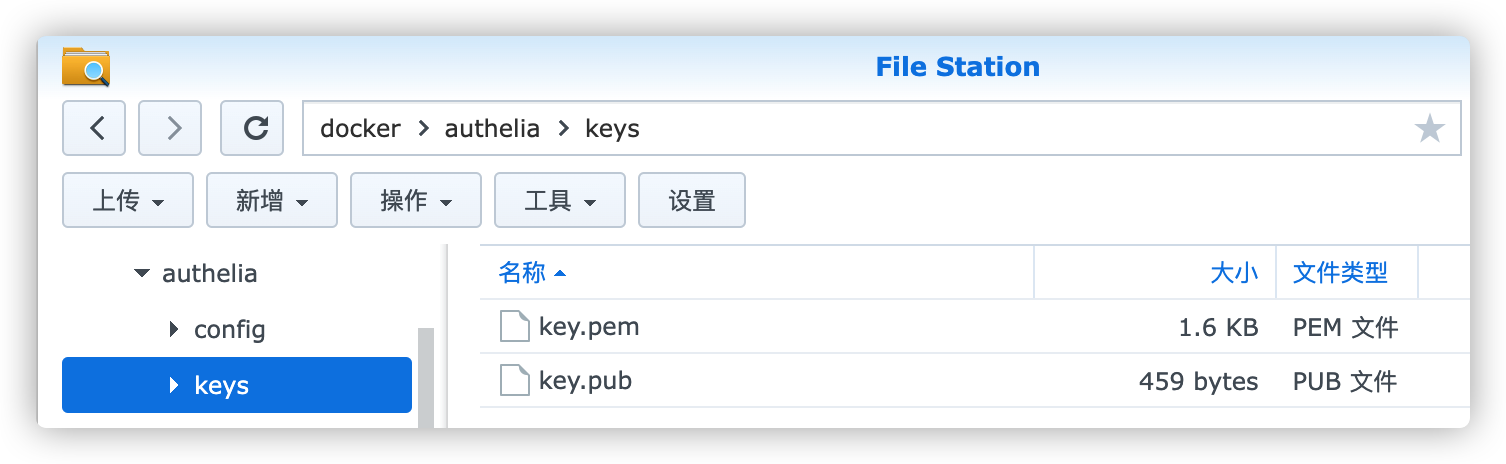 File Station
docker > authelia > keys
上传 新增 操作 工具 设置
authelia
config
keys
名称 大小 文件类型
key.pem 1.6 KB PEM 文件
key.pub 459 bytes PUB 文件